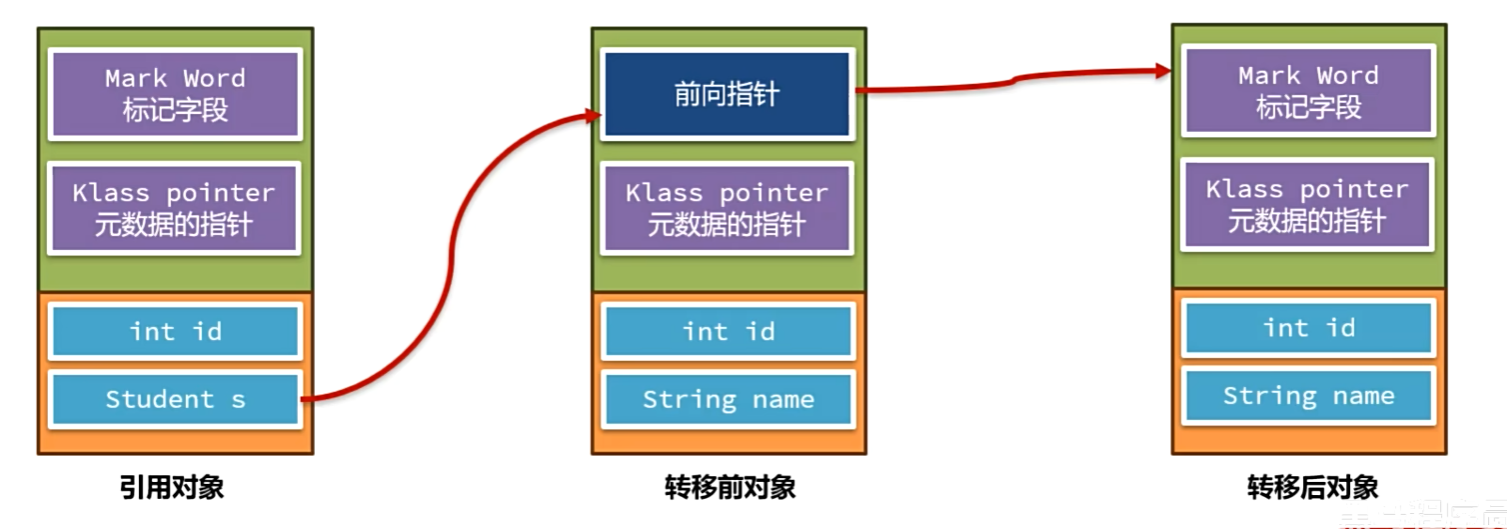 Mark Word
标记字段
Klass pointer
元数据的指针
int id
Student s
引用对象
前向指针
Klass pointer
元数据的指针
int id
String name
转移前对象
Mark Word
标记字段
Klass pointer
元数据的指针
int id
String name
转移后对象